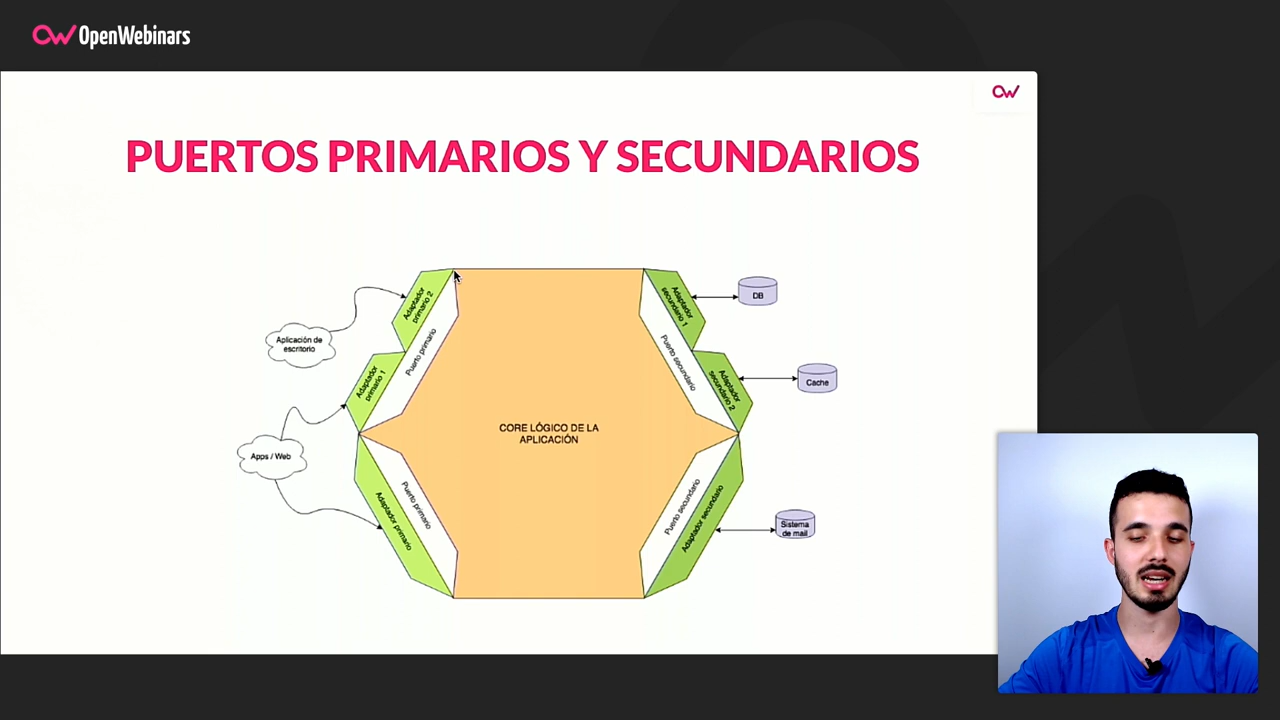 OpenWebinars
PUERTOS PRIMARIOS Y SECUNDARIOS
Aplicación de
escritorio
Apps / Web
Adaptador
primario 2
Puerto primario
Adaptador
primario 1
Puerto primario
Adaptador primario
CORE LÓGICO DE LA
APLICACIÓN
Adaptador
secundario 1
Puerto secundario
Adaptador
secundario 2
Puerto secundario
Adaptador secundario
DB
Cache
Sistema
de mail